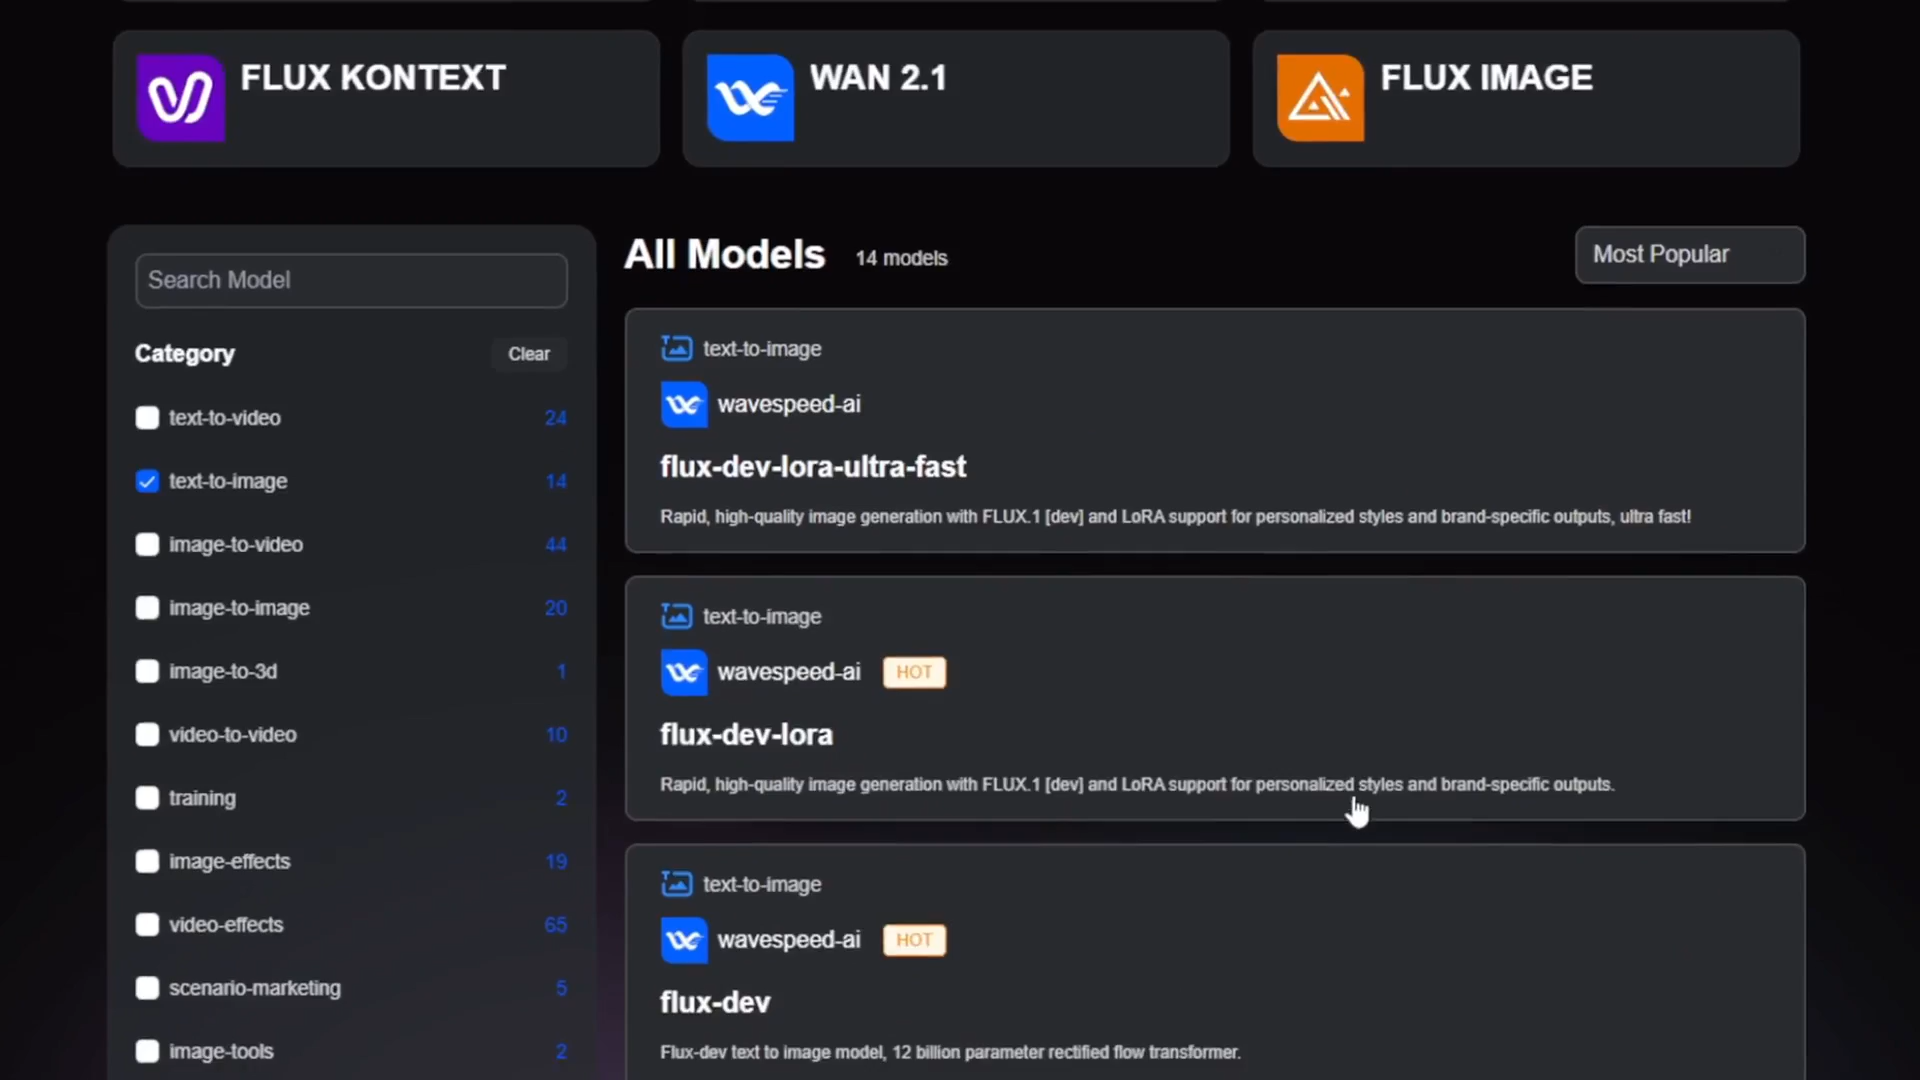 FLUX KONTEXT
WAN 2.1
FLUX IMAGE
Search Model
Category
Clear
text-to-video 24
text-to-image 14
image-to-video 44
image-to-image 20
image-to-3d 1
video-to-video 10
training 2
image-effects 19
video-effects 65
scenario-marketing 5
image-tools 2
All Models 14 models
Most Popular
text-to-image
wavespeed-ai
flux-dev-lora-ultra-fast
Rapid, high-quality image generation with FLUX.1 [dev] and LoRA support for personalized styles and brand-specific outputs, ultra fast!
text-to-image
wavespeed-ai HOT
flux-dev-lora
Rapid, high-quality image generation with FLUX.1 [dev] and LoRA support for personalized styles and brand-specific outputs.
text-to-image
wavespeed-ai HOT
flux-dev
Flux-dev text to image model, 12 billion parameter rectified flow transformer.